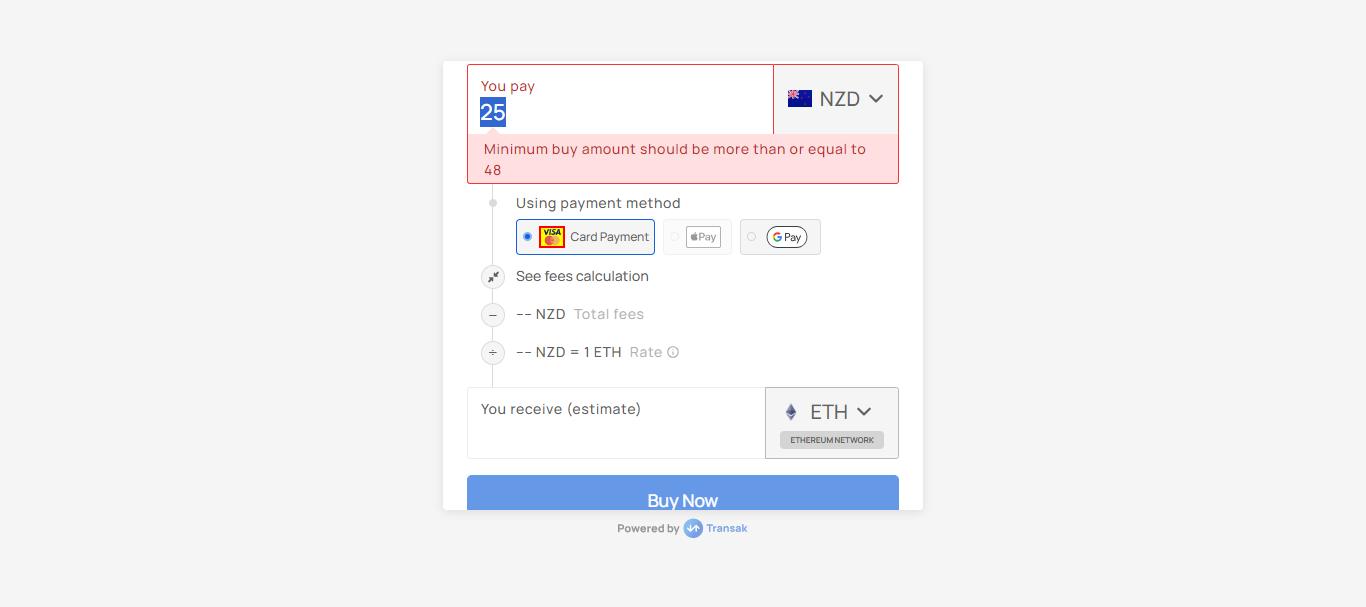 You pay
25
NZD
Minimum buy amount should be more than or equal to
48
Using payment method
VISA Card Payment Pay G Pay
See fees calculation
-- NZD Total fees
-- NZD = 1 ETH Rate
You receive (estimate)
ETH
ETHEREUM NETWORK
Buy Now
Powered by Transak